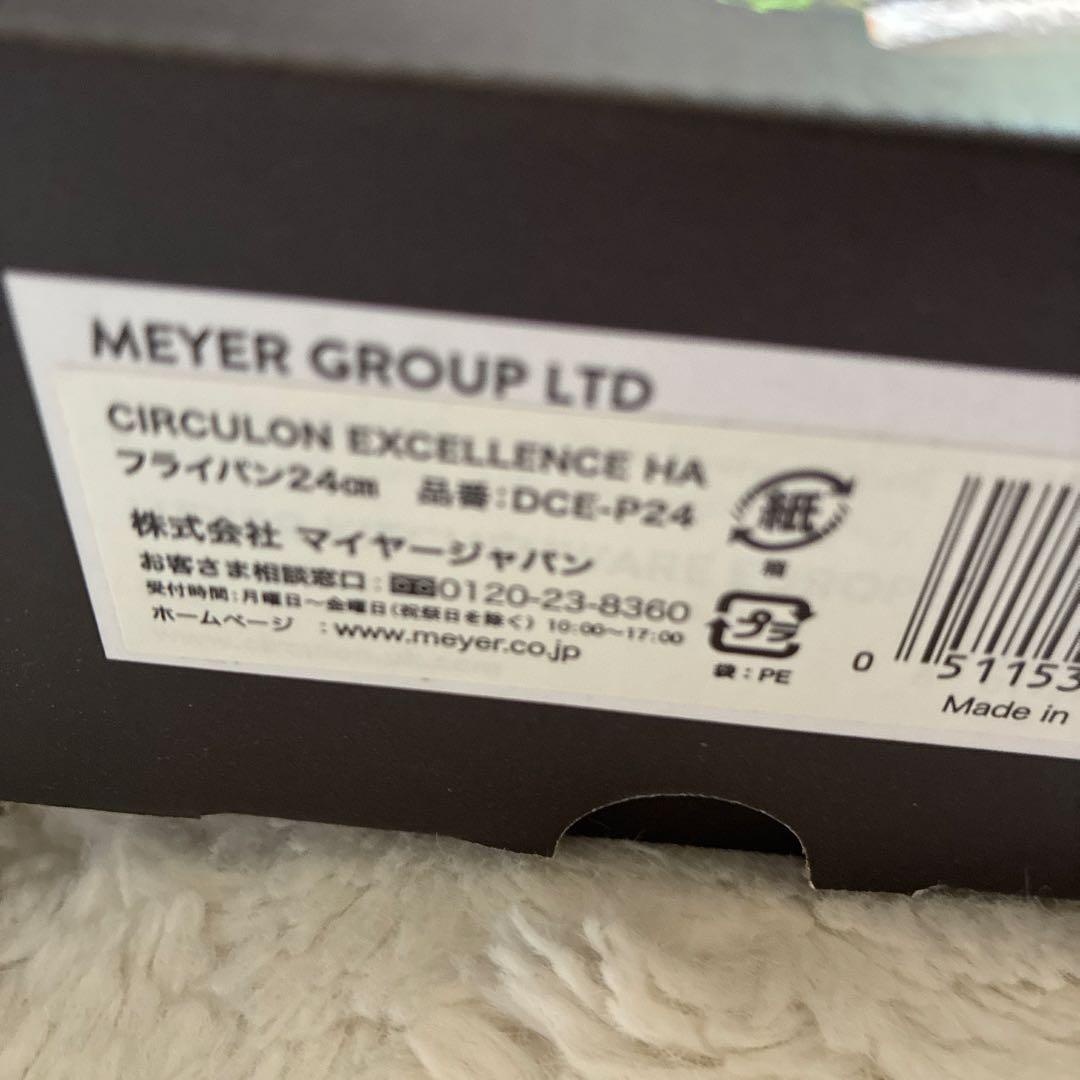 MEYER GROUP LTD
CIRCULON EXCELLENCE HA
フライパン24㎝ 品番:DCE-P24
株式会社 マイヤージャパン
お客さま相談窓口:0120-23-8360
受付時間:月曜日〜金曜日(祝祭日を除く) 10:00〜17:00
ホームページ :www.meyer.co.jp
紙
箱
プラ
袋:PE
0 51153
Made in